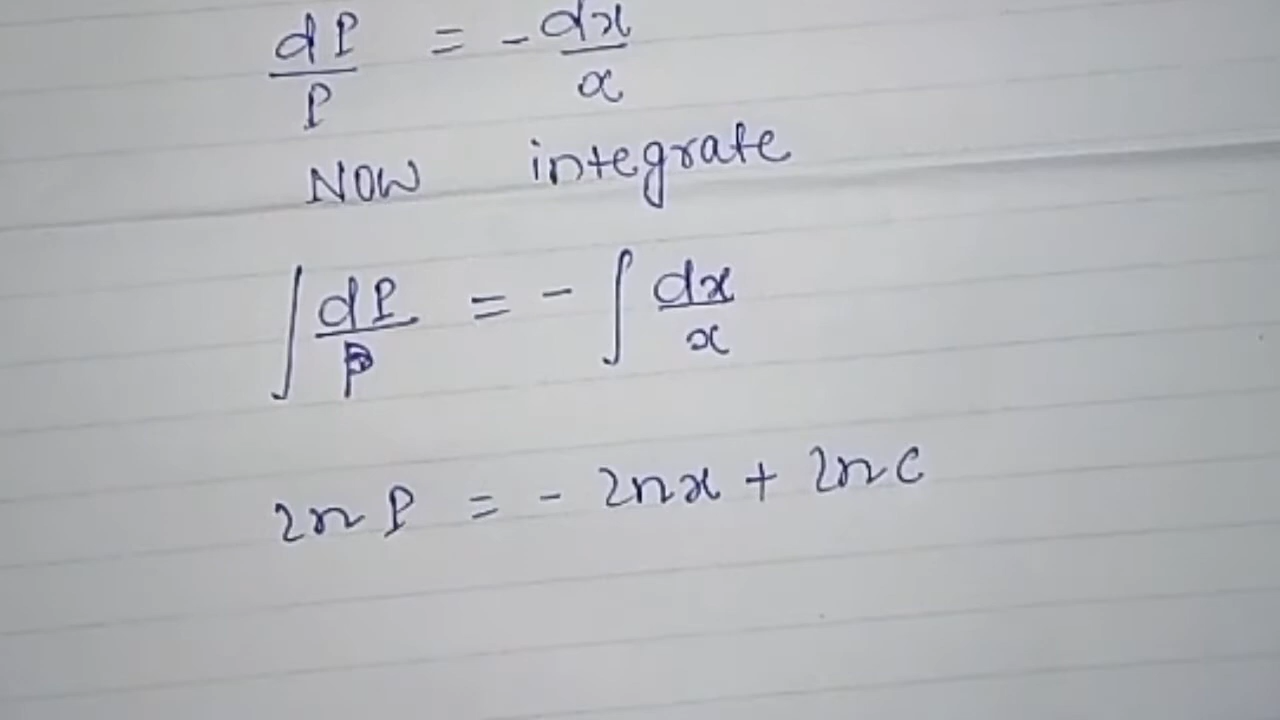 dP/P = - dx/x
NOW integrate
∫ dP/P = - ∫ dx/x
ln P = - ln x + ln c